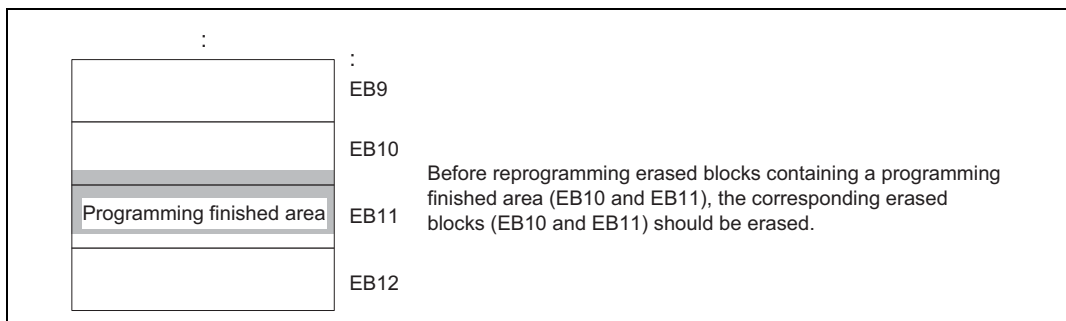 :
:
EB9
EB10
Before reprogramming erased blocks containing a programming
finished area (EB10 and EB11), the corresponding erased
blocks (EB10 and EB11) should be erased.
Programming finished area
EB11
EB12